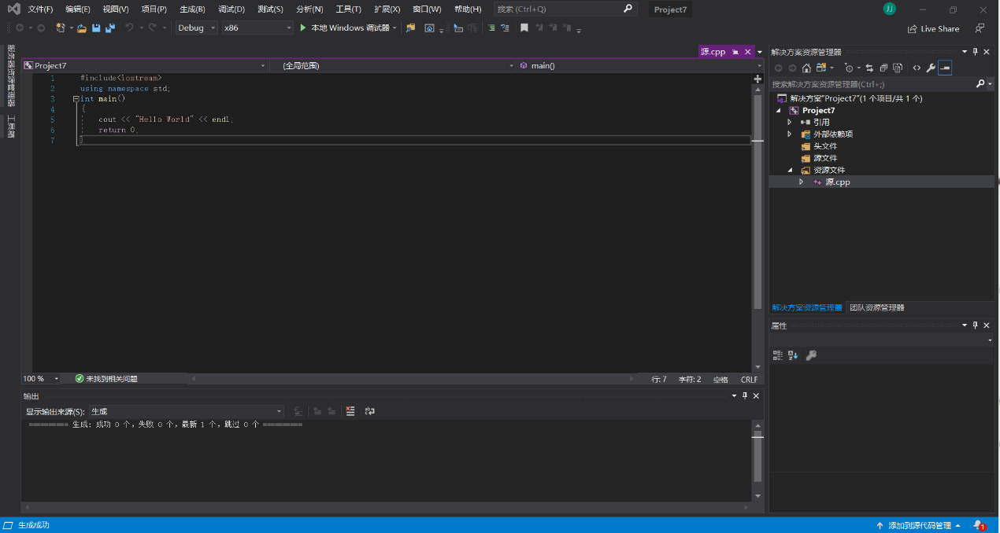 文件(F) 编辑(E) 视图(V) 项目(P) 生成(B) 调试(D) 测试(S) 分析(N) 工具(T) 扩展(X) 窗口(W) 帮助(H) 搜索 (Ctrl+Q) Project7 JJ
Debug x86 本地 Windows 调试器 Live Share
服务器资源管理器
工具箱
源.cpp
Project7 (全局范围) main()
1 #include<iostream>
2 using namespace std;
3 int main()
4 {
5 cout << "Hello World" << endl;
6 return 0;
7 }
100 % 未找到相关问题 行: 7 字符: 2 空格 CRLF
输出
显示输出来源(S): 生成
========== 生成: 成功 0 个，失败 0 个，最新 1 个，跳过 0 个 ==========
解决方案资源管理器
搜索解决方案资源管理器(Ctrl+;)
解决方案"Project7"(1 个项目/共 1 个)
Project7
引用
外部依赖项
头文件
源文件
资源文件
源.cpp
解决方案资源管理器 团队资源管理器
属性
生成成功 添加到源代码管理 1